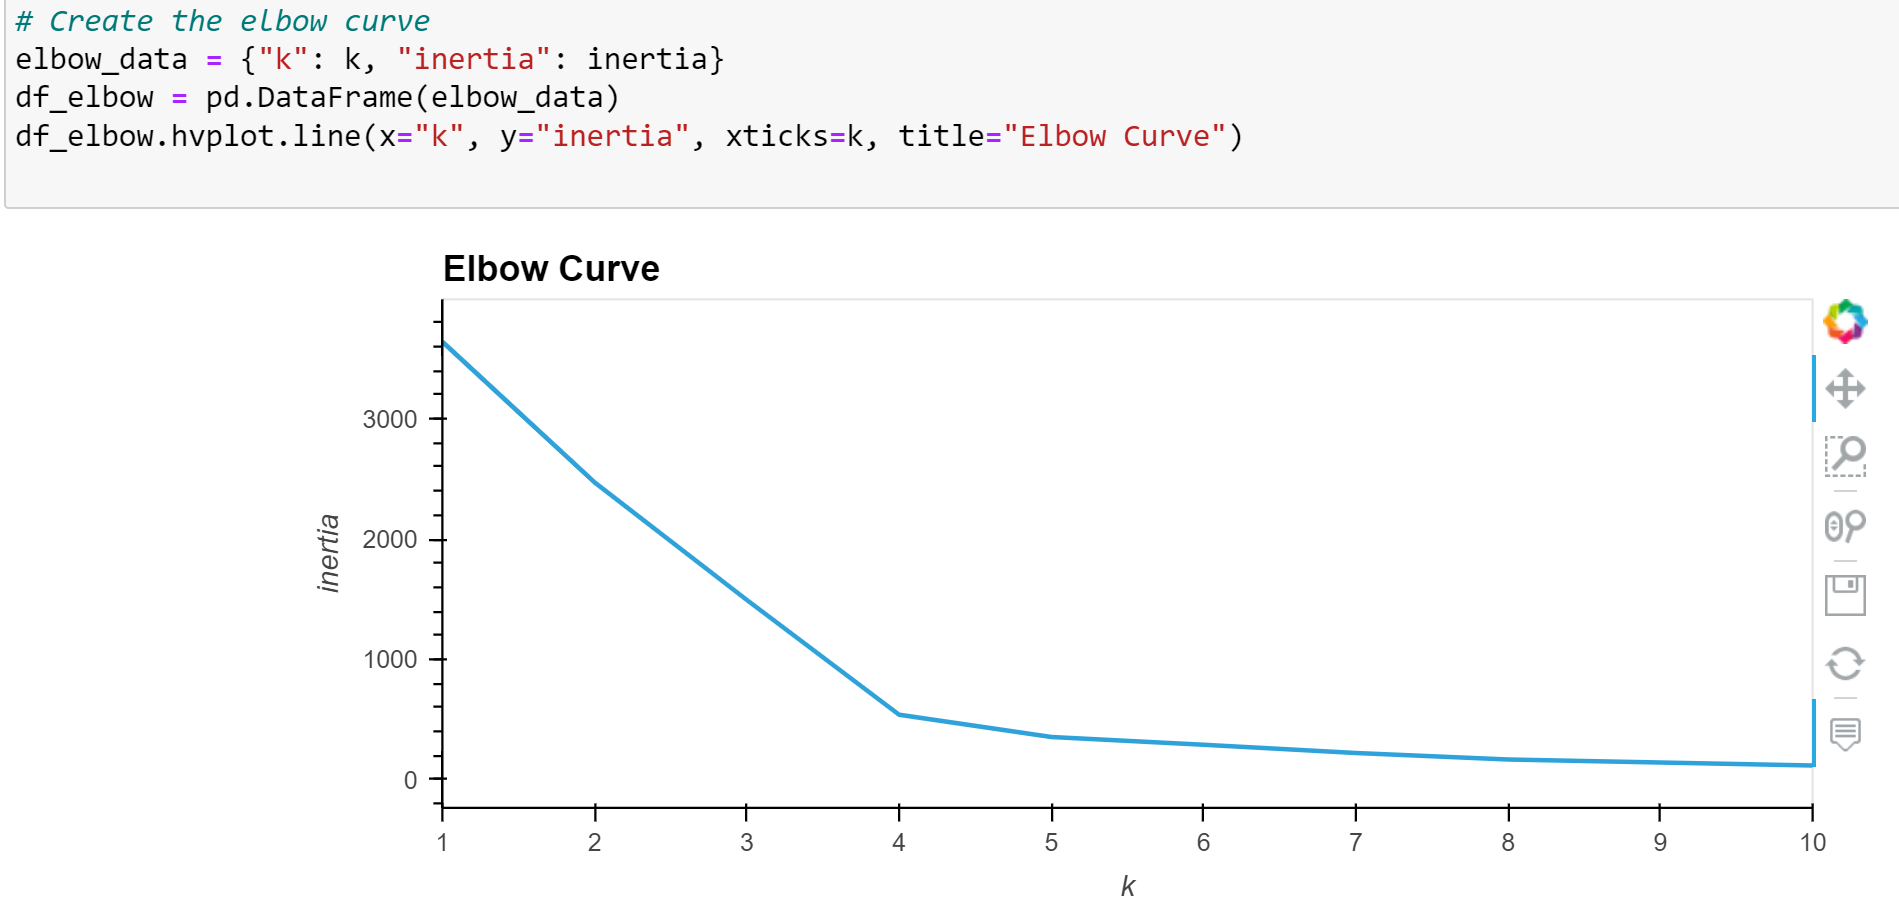 # Create the elbow curve
elbow_data = {"k": k, "inertia": inertia}
df_elbow = pd.DataFrame(elbow_data)
df_elbow.hvplot.line(x="k", y="inertia", xticks=k, title="Elbow Curve")
Elbow Curve
3000
2000
1000
0
inertia
1 2 3 4 5 6 7 8 9 10
k